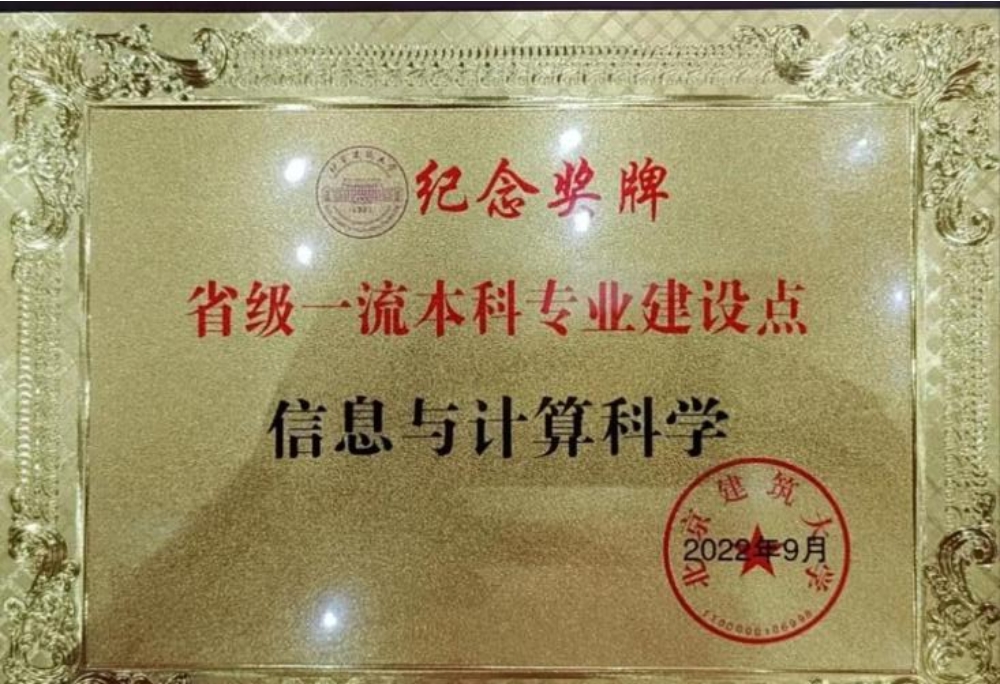 纪念奖牌
省级一流本科专业建设点
信息与计算科学
北京建筑大学
2022年9月